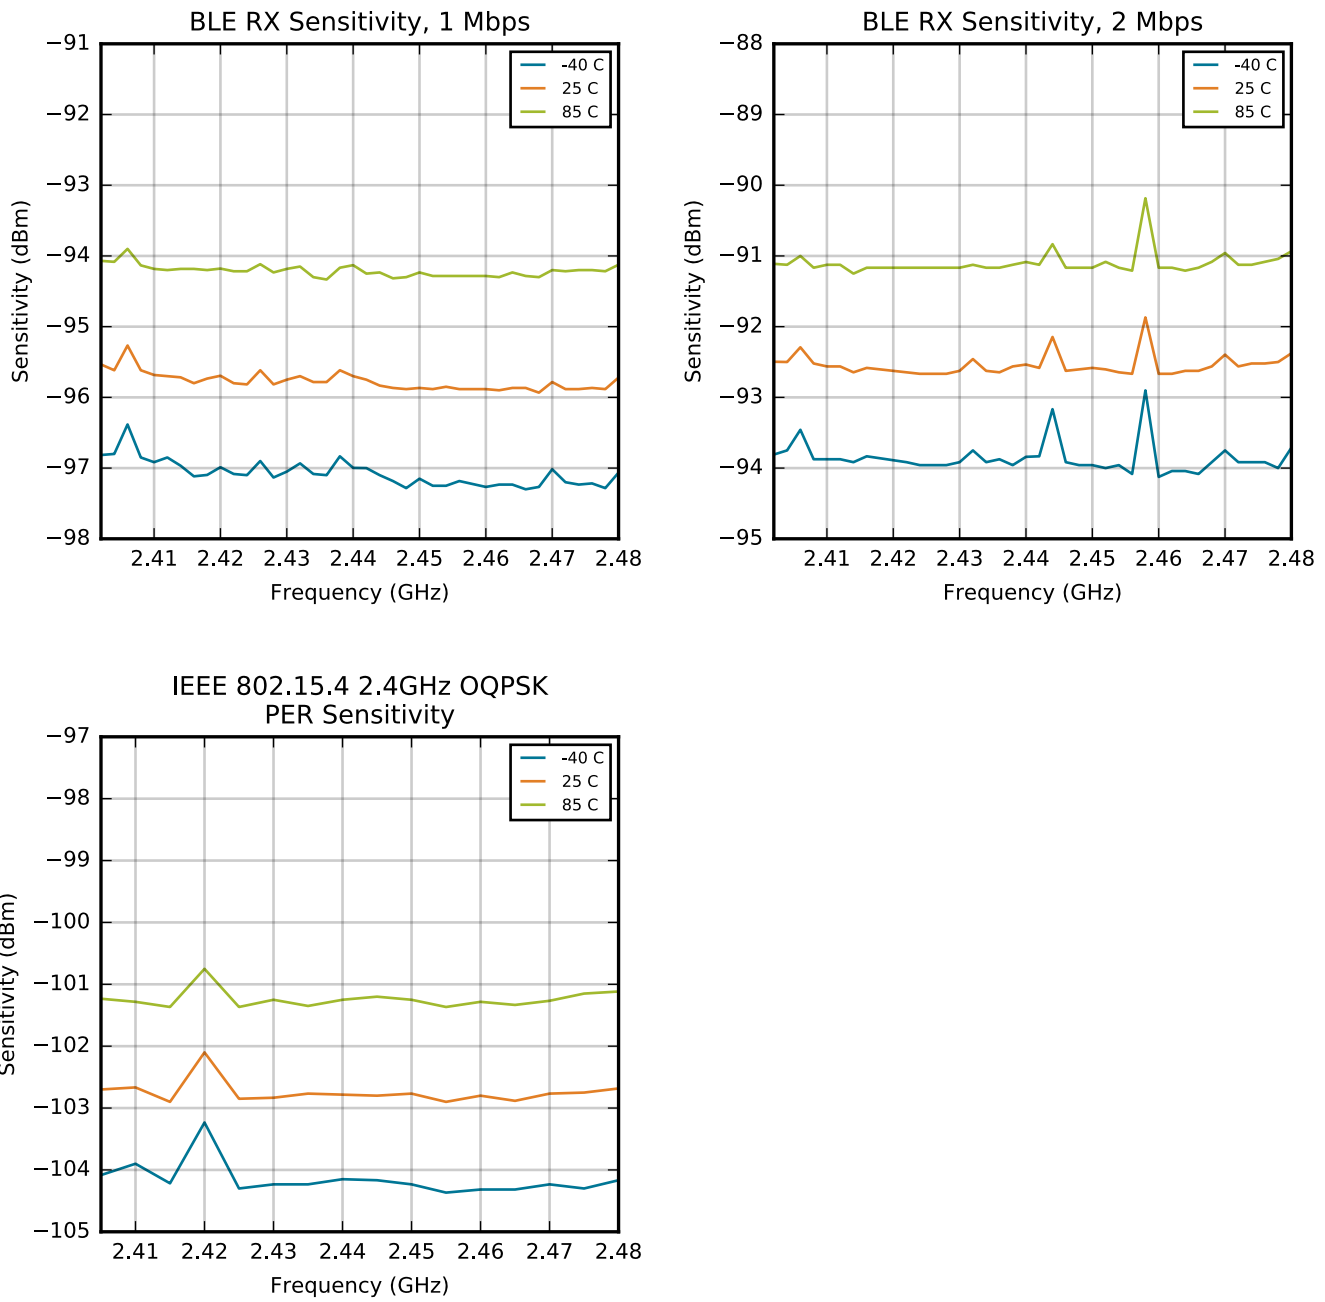 BLE RX Sensitivity, 1 Mbps
−91
−92
−93
−94
−95
−96
−97
−98
Sensitivity (dBm)
-40 C
25 C
85 C
2.41 2.42 2.43 2.44 2.45 2.46 2.47 2.48
Frequency (GHz)
BLE RX Sensitivity, 2 Mbps
−88
−89
−90
−91
−92
−93
−94
−95
Sensitivity (dBm)
-40 C
25 C
85 C
2.41 2.42 2.43 2.44 2.45 2.46 2.47 2.48
Frequency (GHz)
IEEE 802.15.4 2.4GHz OQPSK
PER Sensitivity
−97
−98
−99
−100
−101
−102
−103
−104
−105
Sensitivity (dBm)
-40 C
25 C
85 C
2.41 2.42 2.43 2.44 2.45 2.46 2.47 2.48
Frequency (GHz)